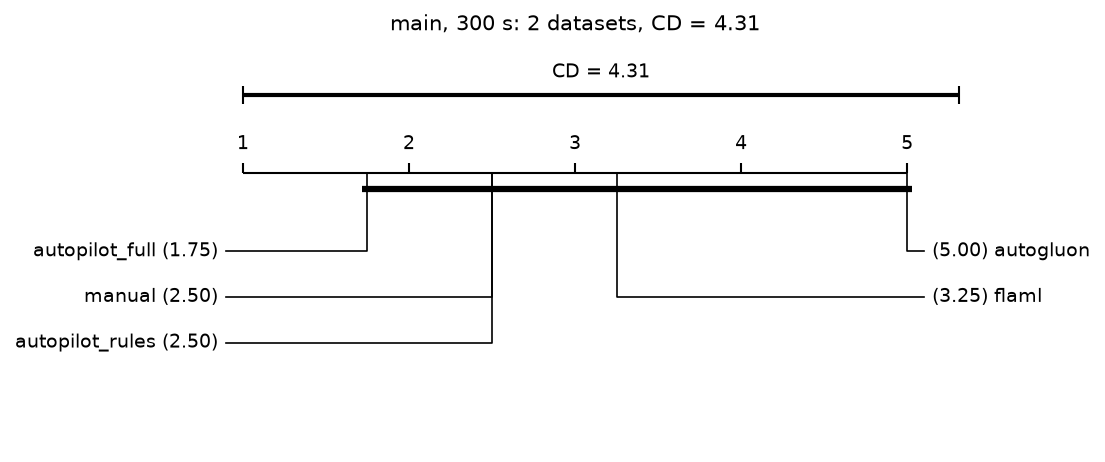 main, 300 s: 2 datasets, CD = 4.31
CD = 4.31
1 2 3 4 5
autopilot_full (1.75) (5.00) autogluon
manual (2.50) (3.25) flaml
autopilot_rules (2.50)